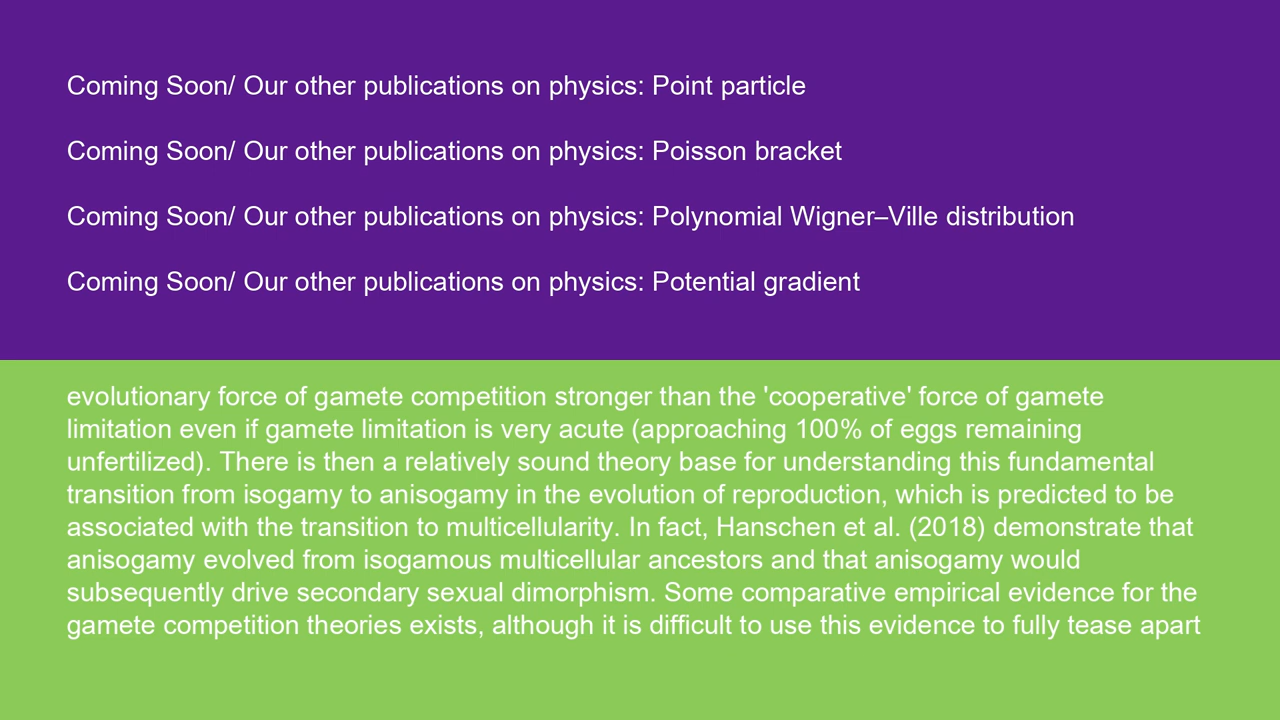 Coming Soon/ Our other publications on physics: Point particle
Coming Soon/ Our other publications on physics: Poisson bracket
Coming Soon/ Our other publications on physics: Polynomial Wigner–Ville distribution
Coming Soon/ Our other publications on physics: Potential gradient
evolutionary force of gamete competition stronger than the 'cooperative' force of gamete
limitation even if gamete limitation is very acute (approaching 100% of eggs remaining
unfertilized). There is then a relatively sound theory base for understanding this fundamental
transition from isogamy to anisogamy in the evolution of reproduction, which is predicted to be
associated with the transition to multicellularity. In fact, Hanschen et al. (2018) demonstrate that
anisogamy evolved from isogamous multicellular ancestors and that anisogamy would
subsequently drive secondary sexual dimorphism. Some comparative empirical evidence for the
gamete competition theories exists, although it is difficult to use this evidence to fully tease apart